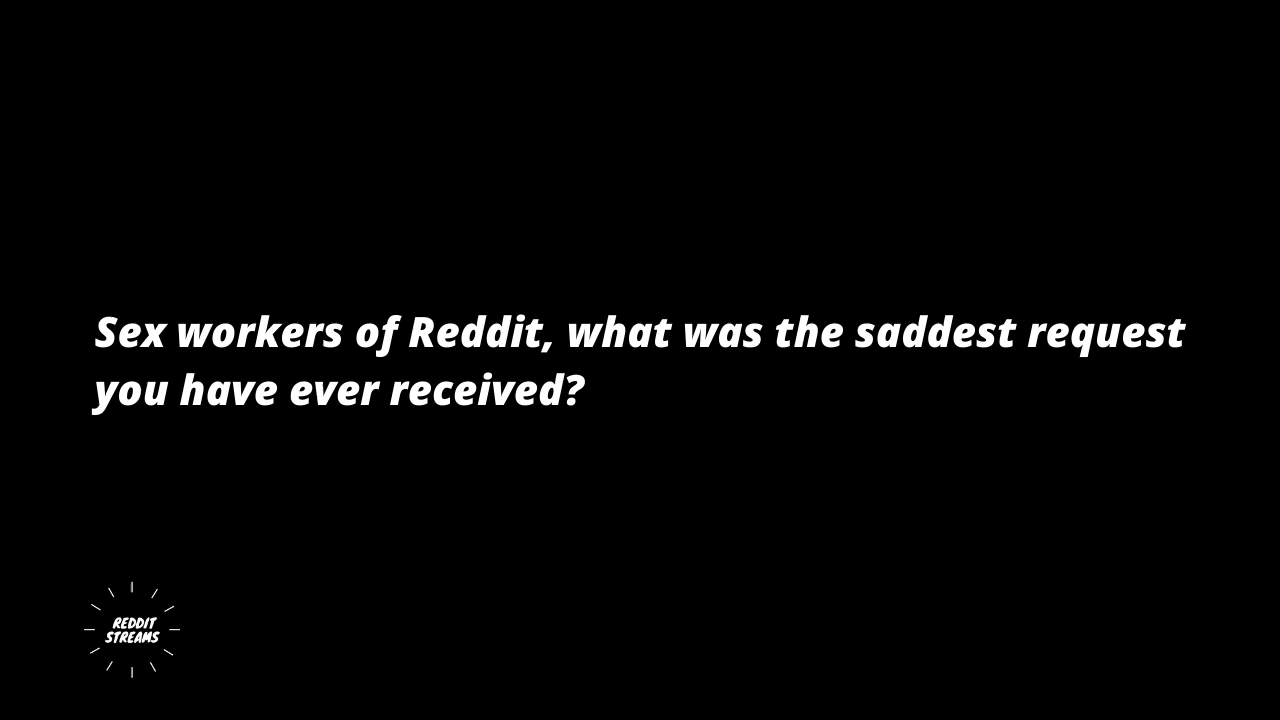 Sex workers of Reddit, what was the saddest request
you have ever received?
REDDIT
STREAMS